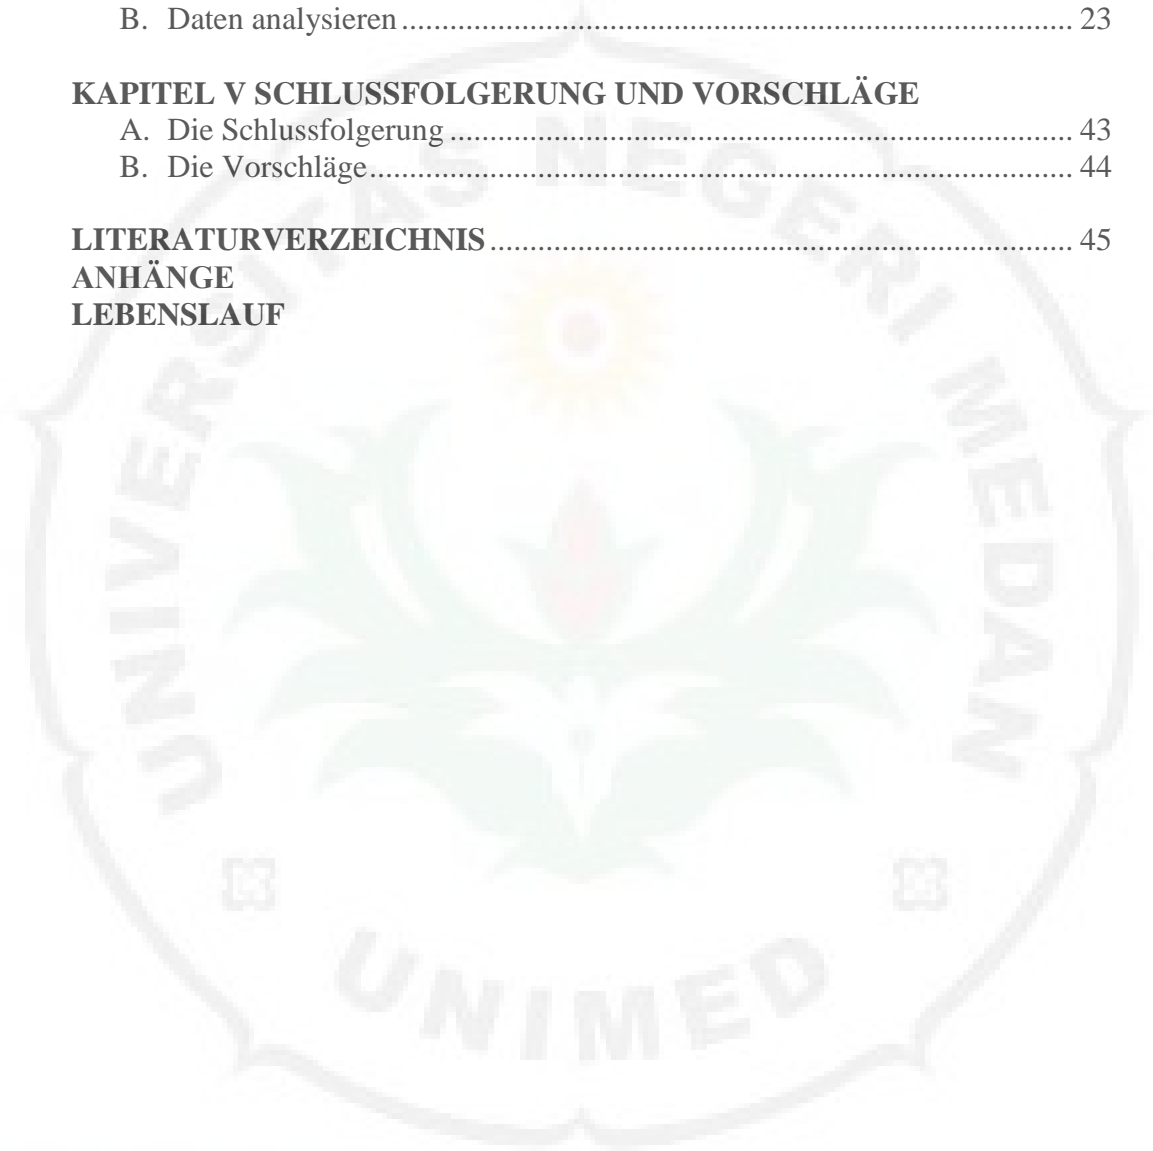 B. Daten analysieren ........................................................................ 23
KAPITEL V SCHLUSSFOLGERUNG UND VORSCHLÄGE
A. Die Schlussfolgerung ........................................................................ 43
B. Die Vorschläge ........................................................................ 44
LITERATURVERZEICHNIS ........................................................................ 45
ANHÄNGE
LEBENSLAUF
UNIVERSITAS NEGERI MEDAN
UNIMED